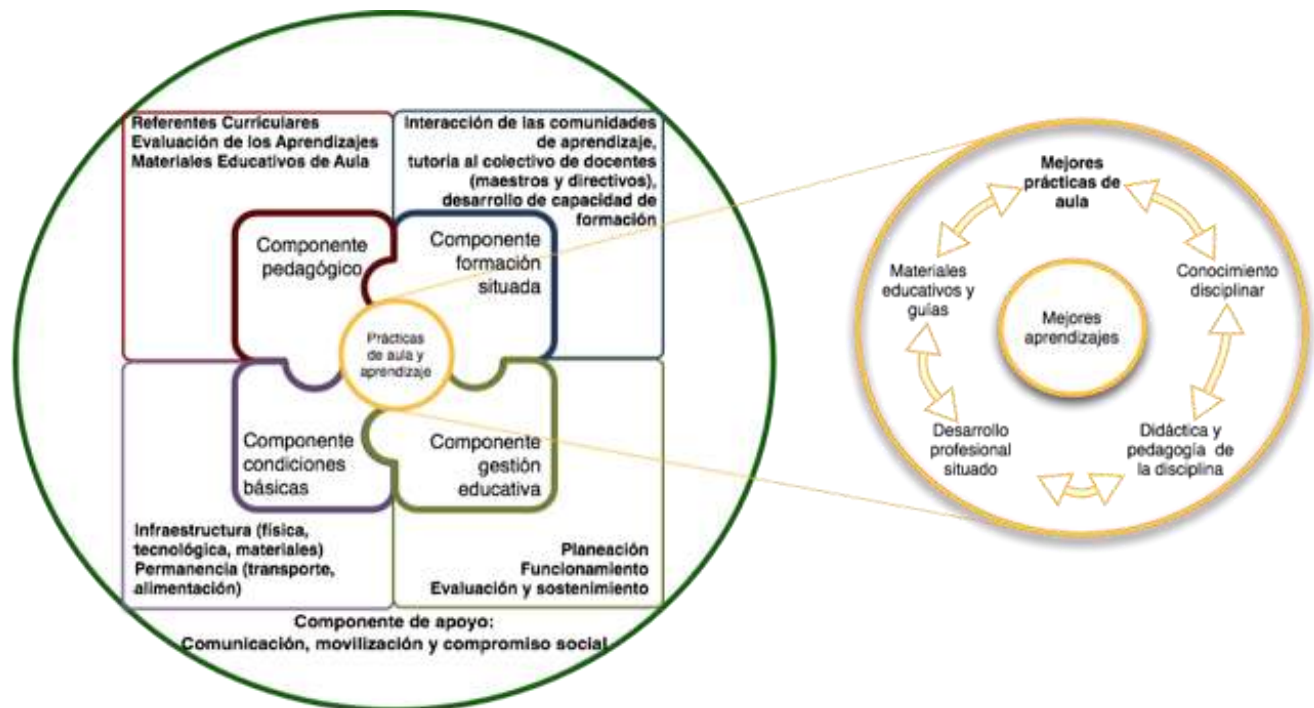 Referentes Curriculares
Evaluación de los Aprendizajes
Materiales Educativos de Aula
Interacción de las comunidades
de aprendizaje,
tutoría al colectivo de docentes
(maestros y directivos),
desarrollo de capacidad de
formación
Componente
pedagógico
Componente
formación
situada
Prácticas
de aula y
aprendizaje
Componente
condiciones
básicas
Componente
gestión
educativa
Infraestructura (física,
tecnológica, materiales)
Permanencia (transporte,
alimentación)
Planeación
Funcionamiento
Evaluación y sostenimiento
Componente de apoyo:
Comunicación, movilización y compromiso social
Mejores
prácticas de
aula
Materiales
educativos y
guías
Conocimiento
disciplinar
Mejores
aprendizajes
Desarrollo
profesional
situado
Didáctica y
pedagogía de
la disciplina